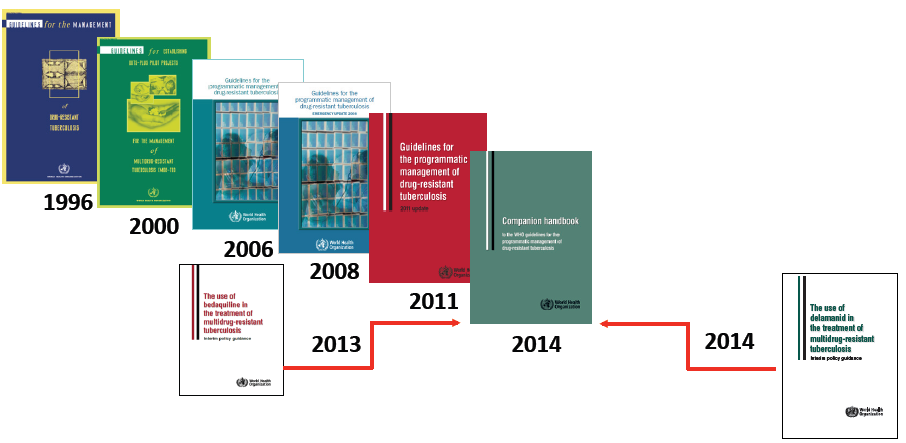 GUIDELINES for the MANAGEMENT
of
DRUG-RESISTANT
TUBERCULOSIS
1996
GUIDELINES for ESTABLISHING
DOTS-PLUS PILOT PROJECTS
FOR THE MANAGEMENT
of
MULTIDRUG-RESISTANT
TUBERCULOSIS (MDR-TB)
2000
Guidelines for the
programmatic management of
drug-resistant tuberculosis
World Health
Organization
2006
Guidelines for the
programmatic management of
drug-resistant tuberculosis
EMERGENCY UPDATE 2008
World Health
Organization
2008
Guidelines for
the programmatic
management of
drug-resistant
tuberculosis
2011 update
World Health
Organization
2011
Companion handbook
to the WHO guidelines for the
programmatic management of
drug-resistant tuberculosis
World Health
Organization
2014
The use of
bedaquiline in
the treatment of
multidrug-resistant
tuberculosis
Interim policy guidance
World Health
Organization
2013
2014
The use of
delamanid in
the treatment of
multidrug-resistant
tuberculosis
Interim policy guidance
World Health
Organization